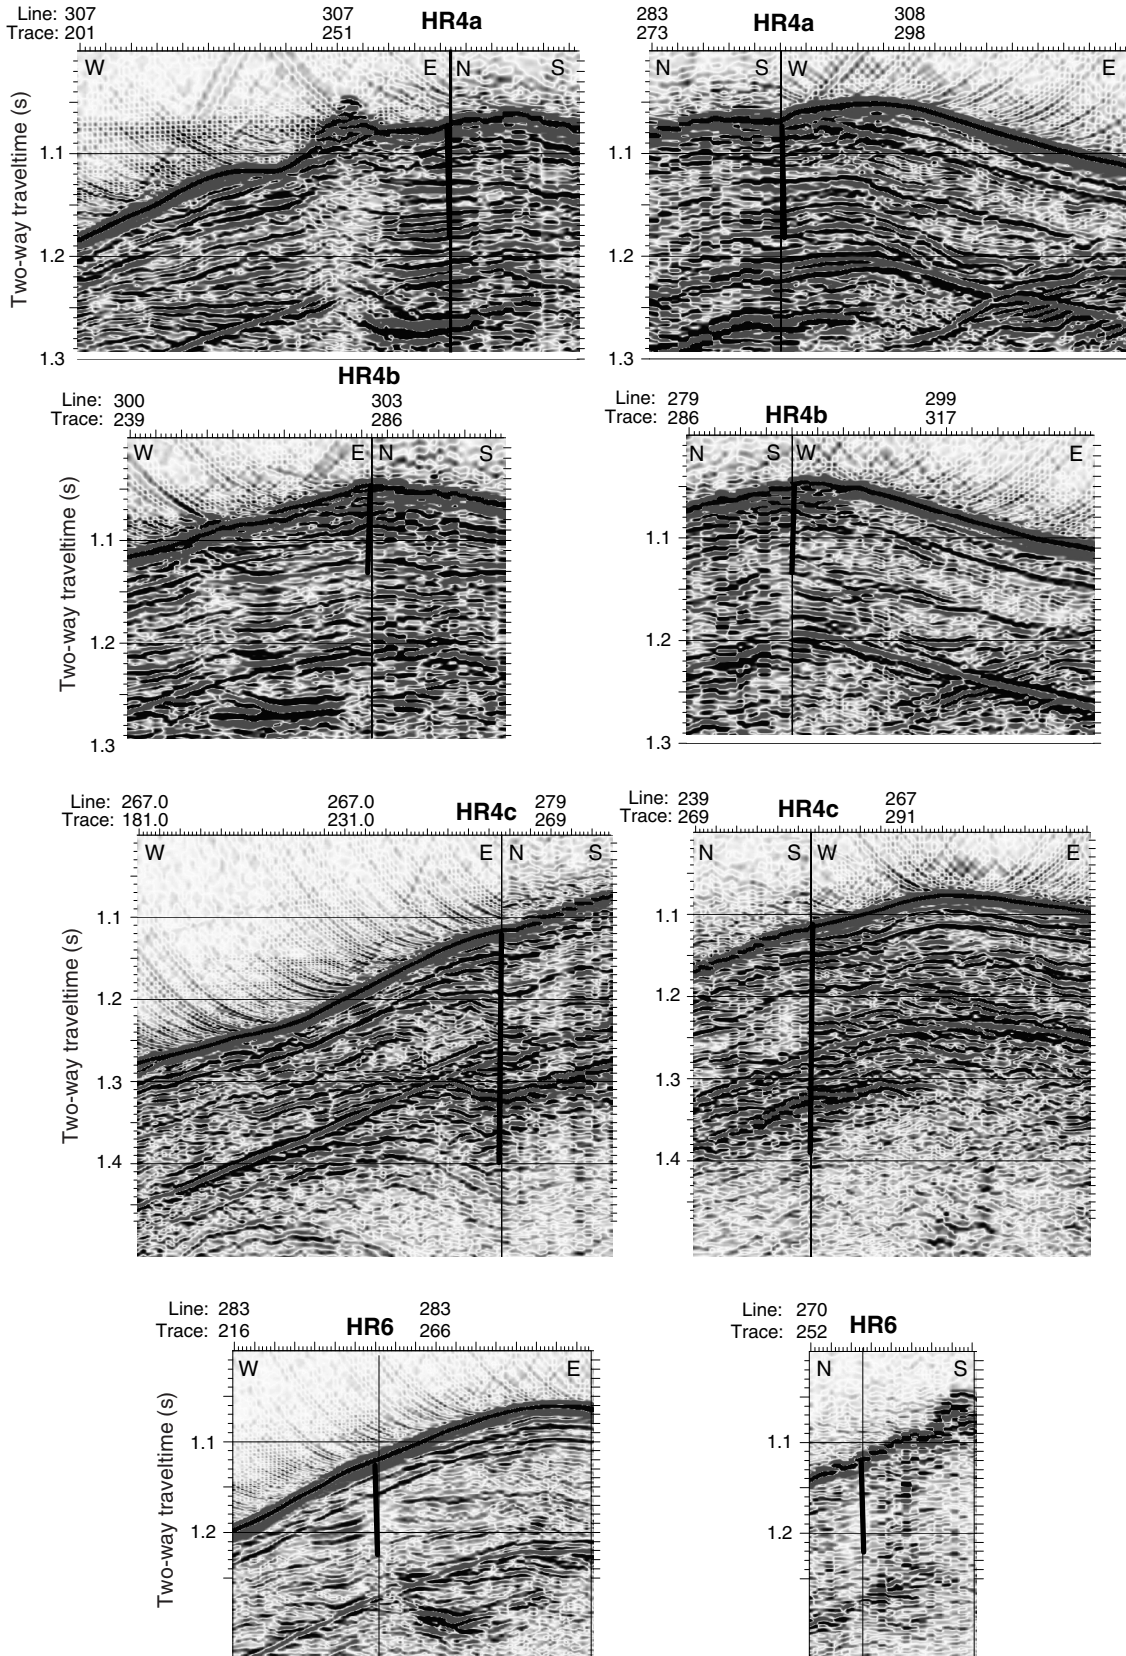 Line: 307 307 HR4a
Trace: 201 251
W E N S
Two-way traveltime (s)
1.1
1.2
1.3
283 HR4a 308
273 298
N S W E
1.1
1.2
1.3
HR4b
Line: 300 303
Trace: 239 286
W E N S
Two-way traveltime (s)
1.1
1.2
1.3
Line: 279 299
Trace: 286 HR4b 317
N S W E
1.1
1.2
1.3
Line: 267.0 267.0 HR4c 279
Trace: 181.0 231.0 269
W E N S
Two-way traveltime (s)
1.1
1.2
1.3
1.4
Line: 239 HR4c 267
Trace: 269 291
N S W E
1.1
1.2
1.3
1.4
Line: 283 283
Trace: 216 HR6 266
W E
Two-way traveltime (s)
1.1
1.2
Line: 270
Trace: 252 HR6
N S
1.1
1.2